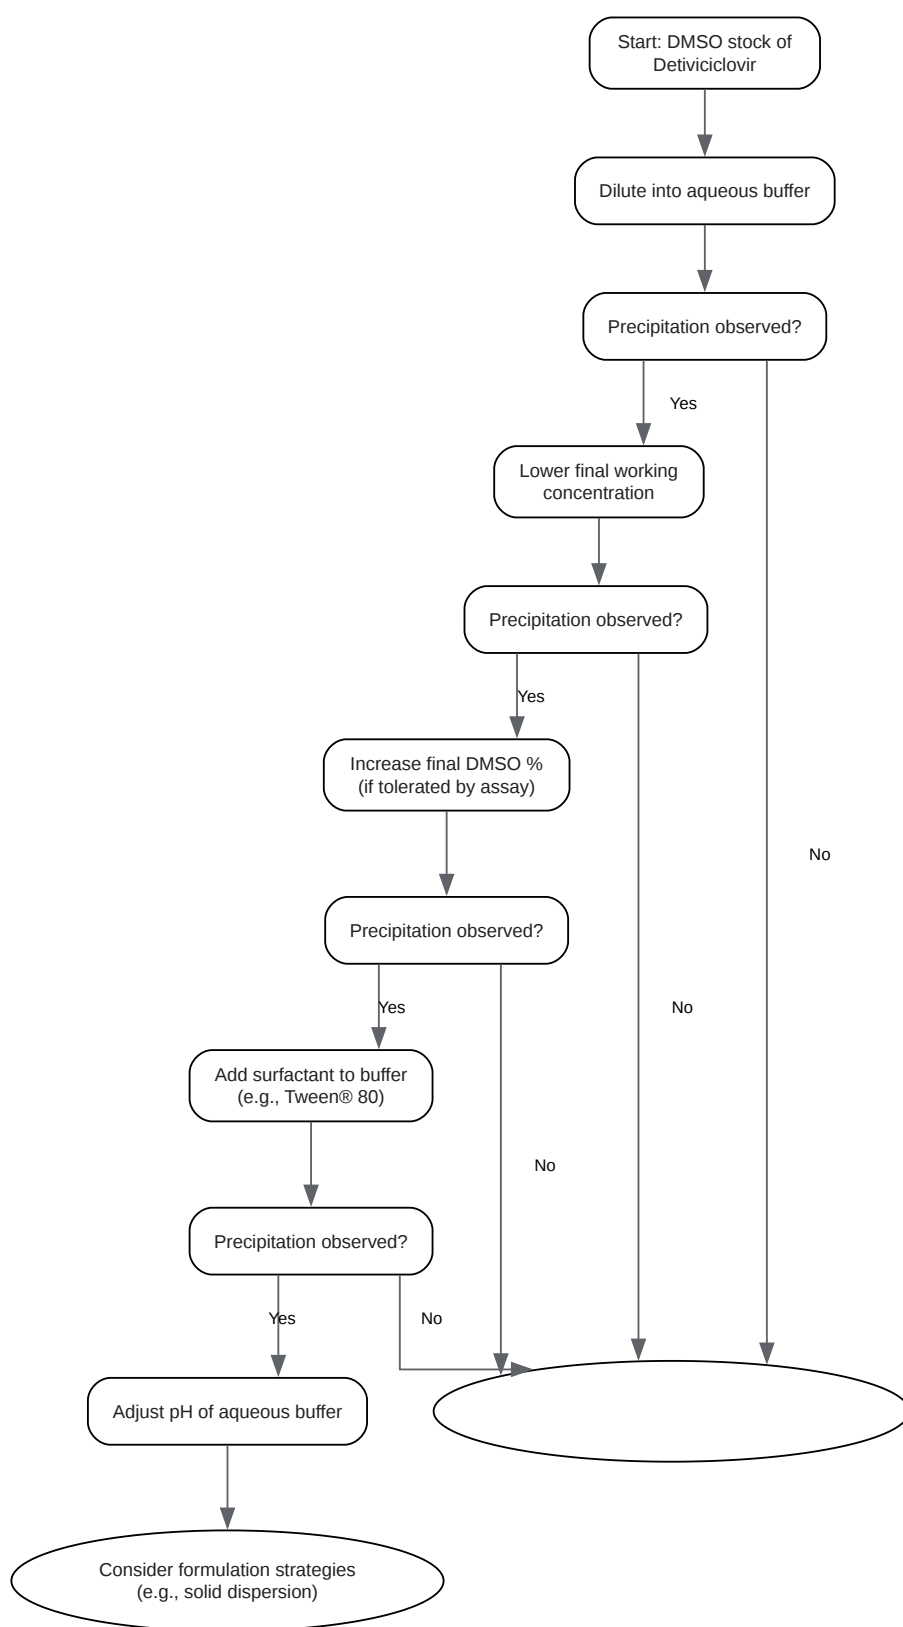 Start: DMSO stock of
Detiviciclovir
Dilute into aqueous buffer
Precipitation observed?
Yes
Lower final working
concentration
Precipitation observed?
Yes
Increase final DMSO %
(if tolerated by assay)
No
Precipitation observed?
Yes
No
Add surfactant to buffer
(e.g., Tween® 80)
No
Precipitation observed?
Yes
No
Adjust pH of aqueous buffer
Consider formulation strategies
(e.g., solid dispersion)